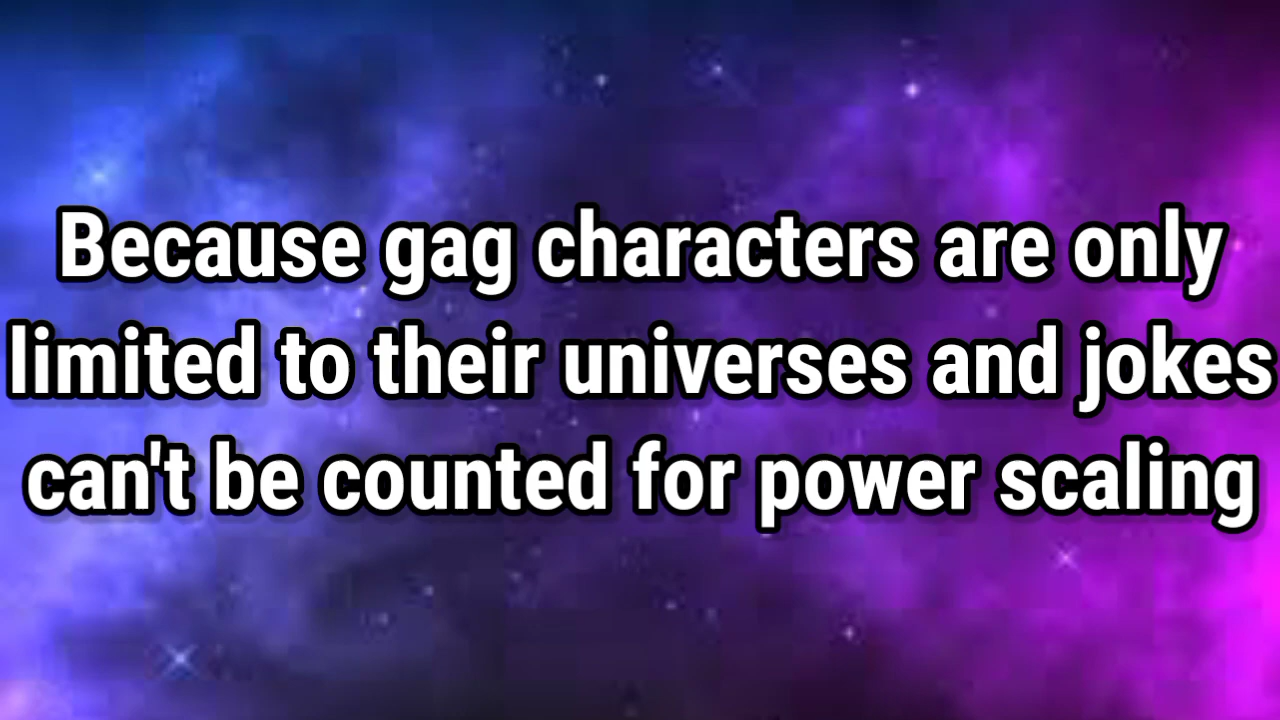 Because gag characters are only
limited to their universes and jokes
can't be counted for power scaling